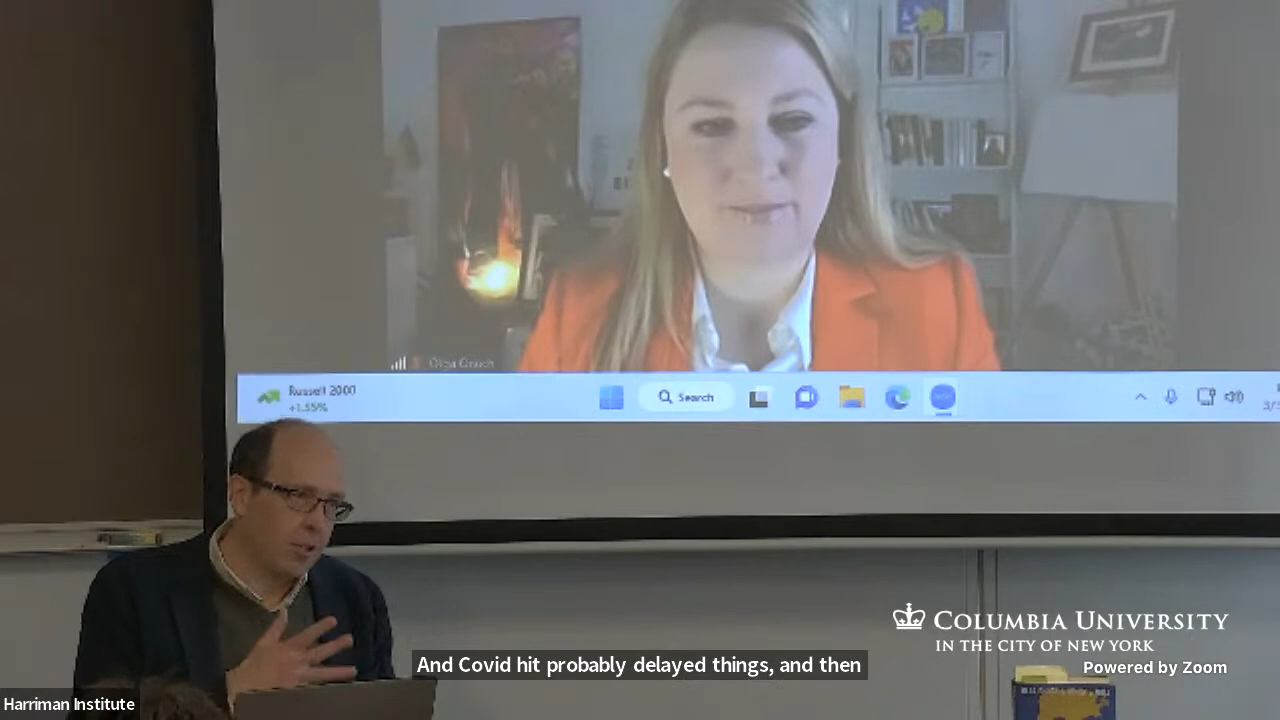 Russell 2000
+1.55%
Search
And Covid hit probably delayed things, and then
COLUMBIA UNIVERSITY
IN THE CITY OF NEW YORK
Powered by Zoom
Harriman Institute